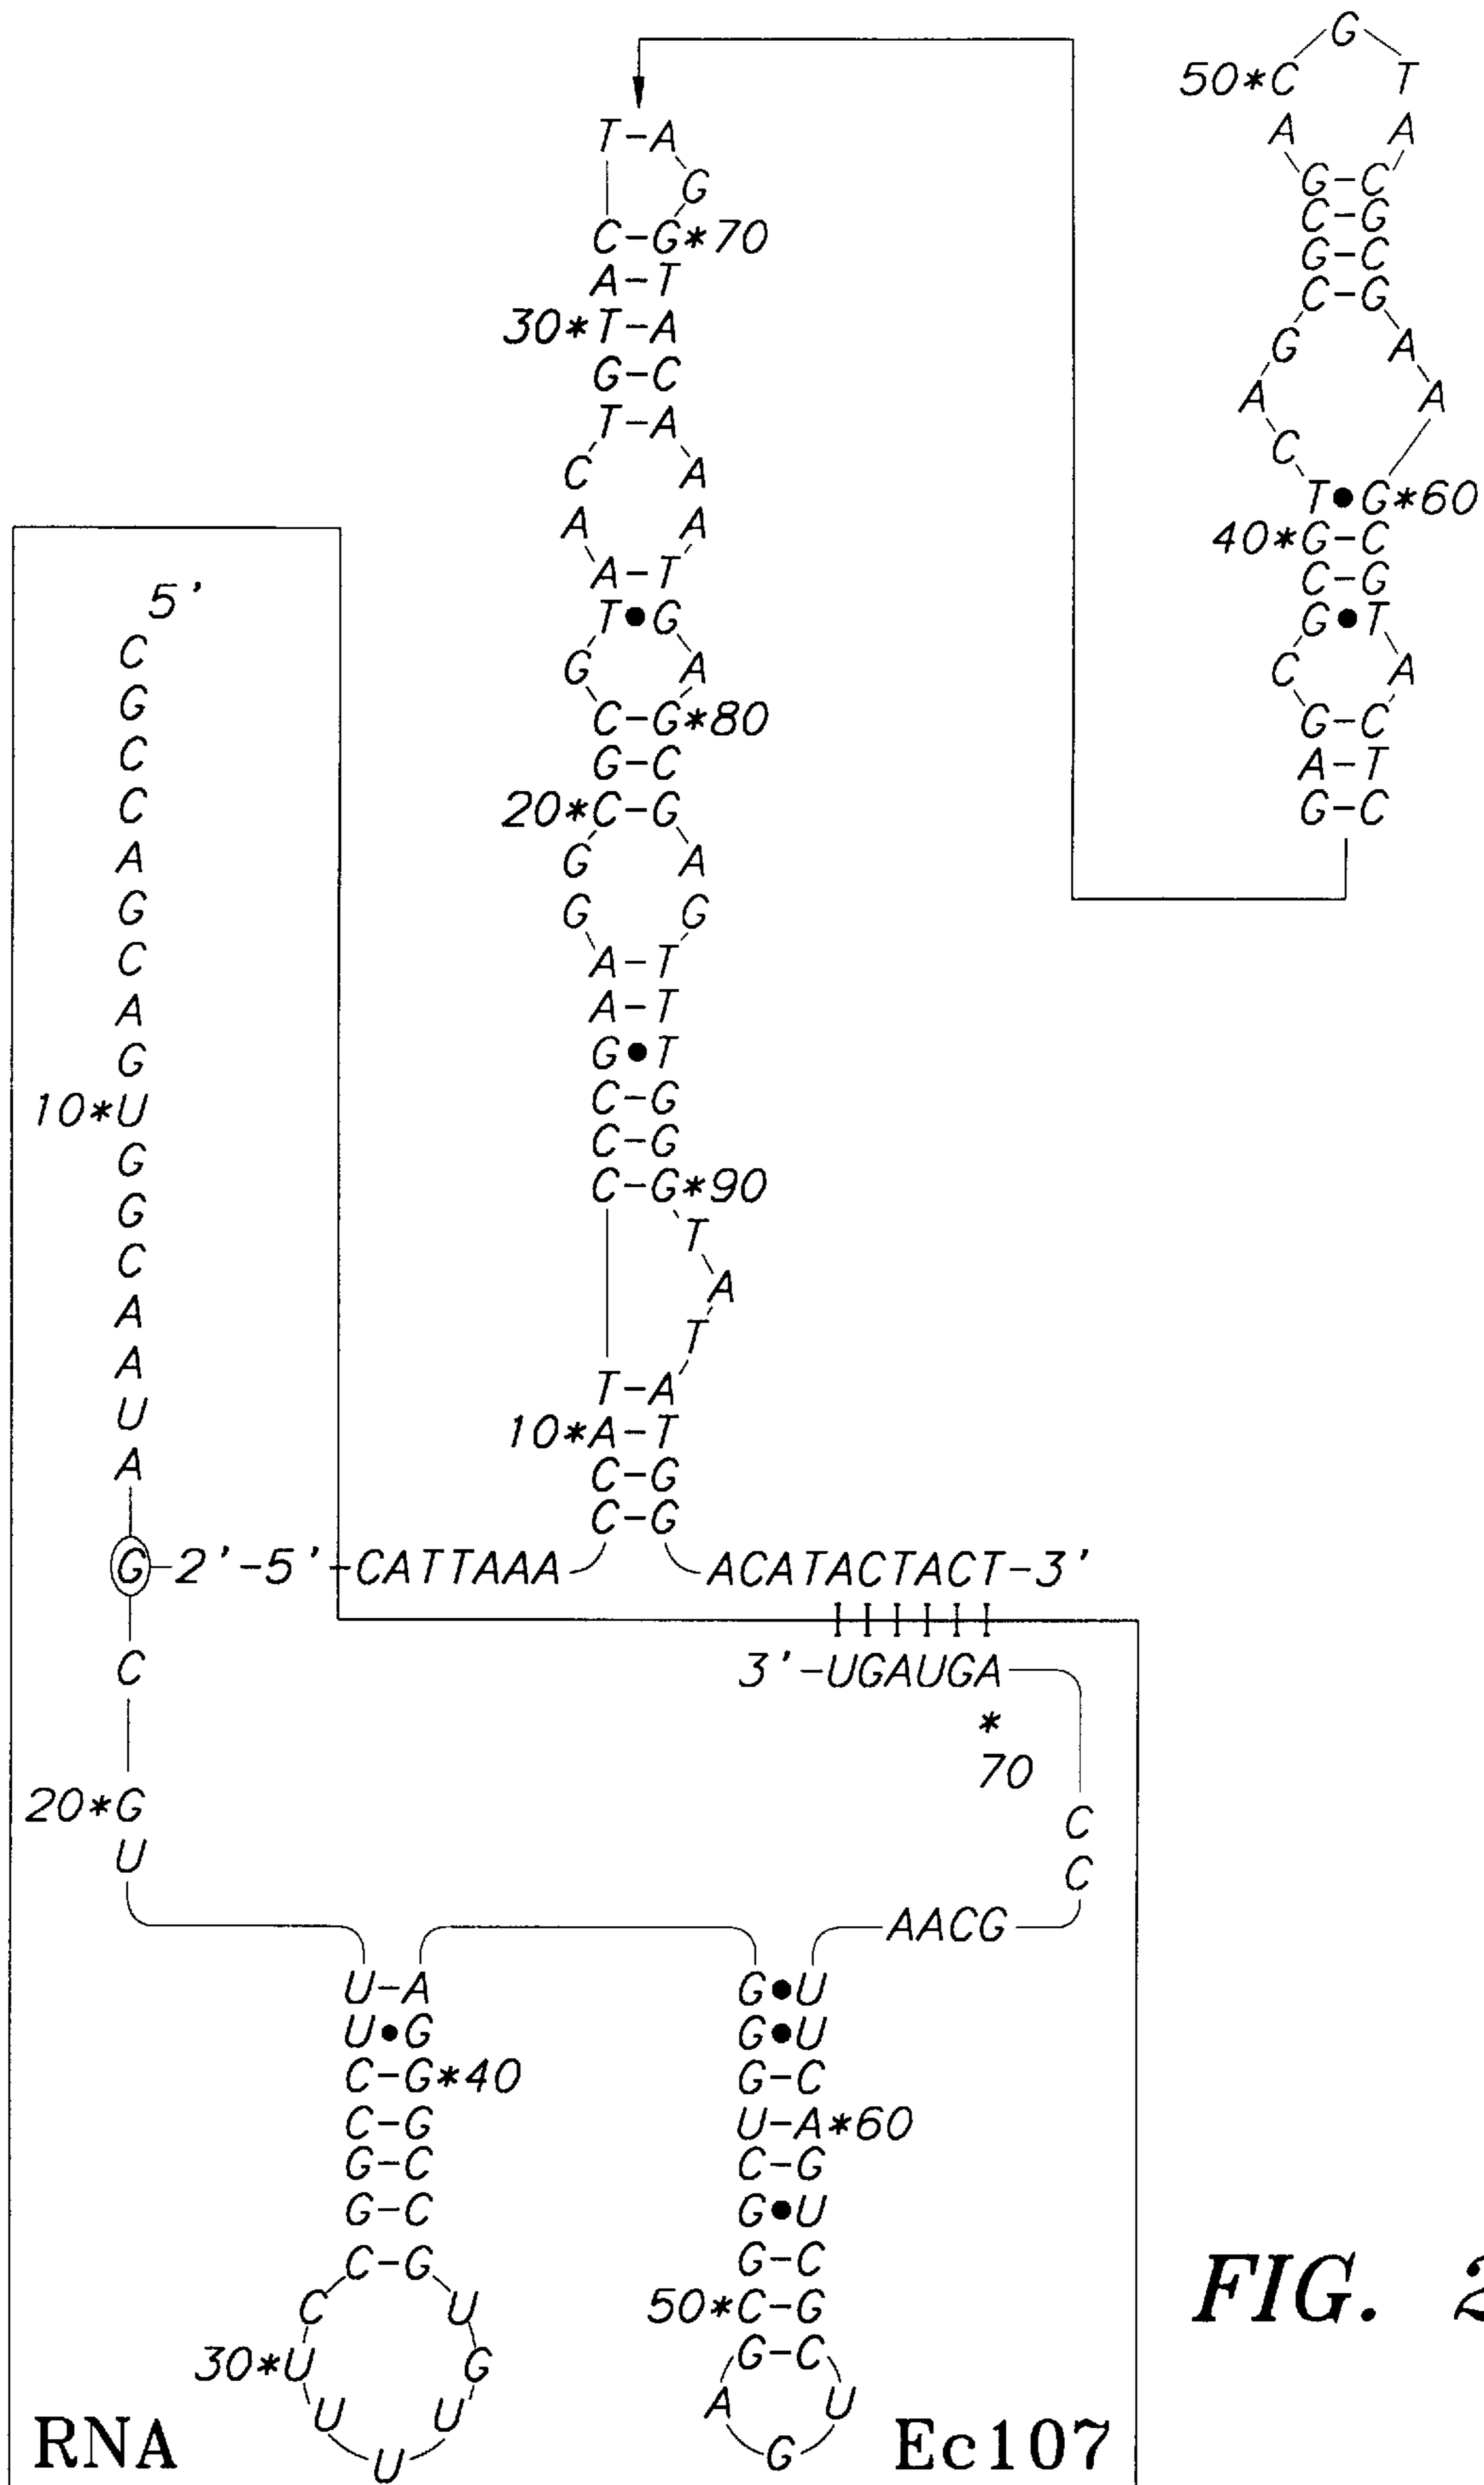 G
50*C T
A A
G-C
C-G
G-C
C-G
G A
A A
C
T●G*60
40*G-C
C-G
G●T
C A
G-C
A-T
G-C
T-A
G
C-G*70
A-T
30*T-A
G-C
T-A
C A
A A
A-T
T●G
G A
C-G*80
G-C
20*C-G
G A
G G
A-T
A-T
G●T
C-G
C-G
C-G*90
T
A
T
T-A
10*A-T
C-G
C-G
5'
C
G
C
C
A
G
C
A
G
10*U
G
G
C
A
A
U
A
G-2'-5'-CATTAAA ACATACTACT-3'
3'-UGAUGA
*
70
C
20*G
U
C
C
AACG
U-A
U●G
C-G*40
C-G
G-C
G-C
C-G
C U
30*U G
U U
U
G●U
G●U
G-C
U-A*60
C-G
G●U
G-C
50*C-G
G-C
A U
G
RNA
Ec107
FIG. 2